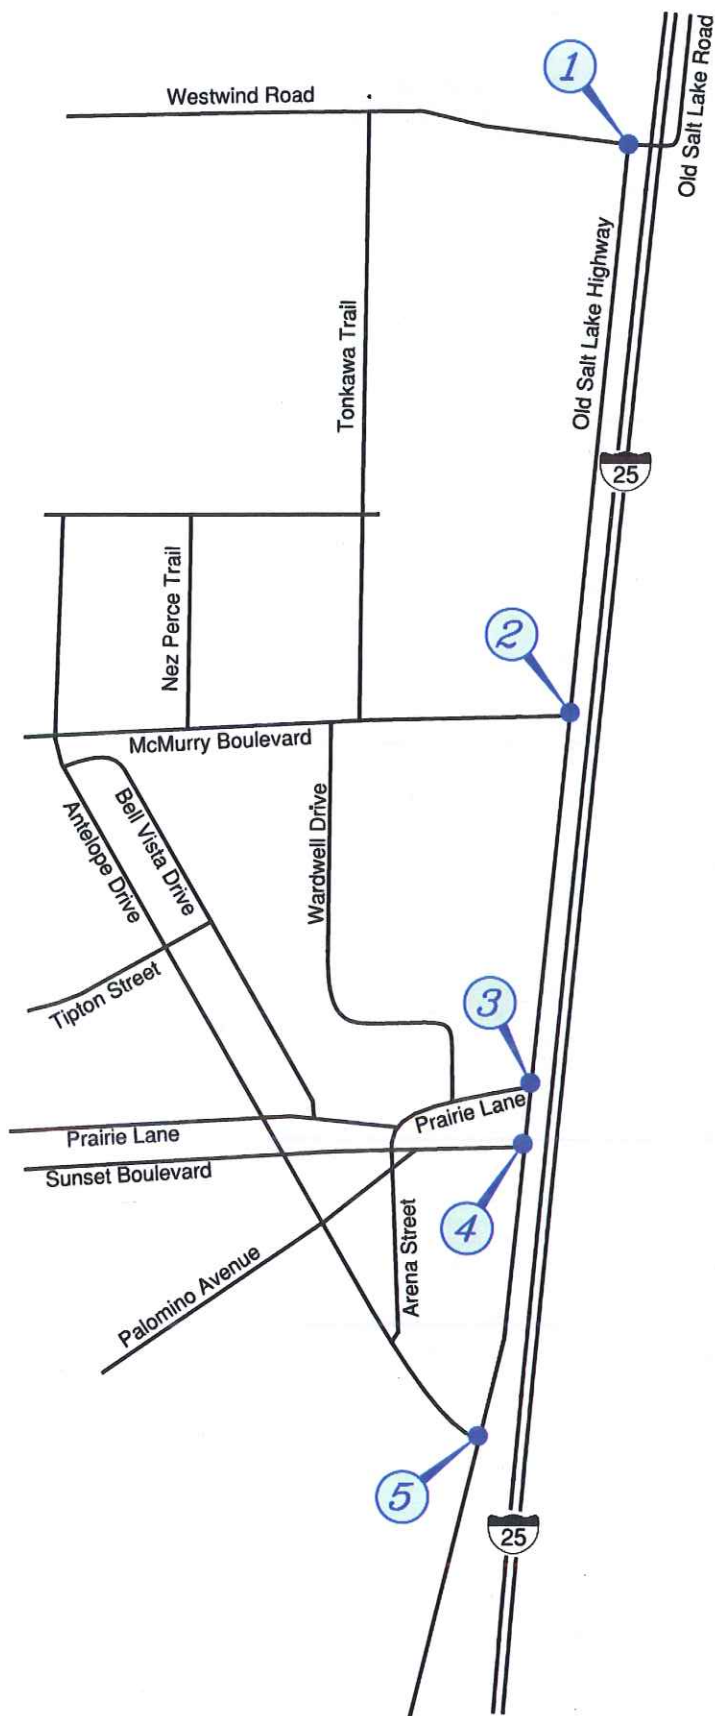 1
Westwind Road
Old Salt Lake Road
Old Salt Lake Highway
Tonkawa Trail
25
Nez Perce Trail
2
McMurry Boulevard
Bell Vista Drive
Antelope Drive
Wardwell Drive
Tipton Street
3
Prairie Lane
Prairie Lane
Sunset Boulevard
4
Arena Street
Palomino Avenue
5
25